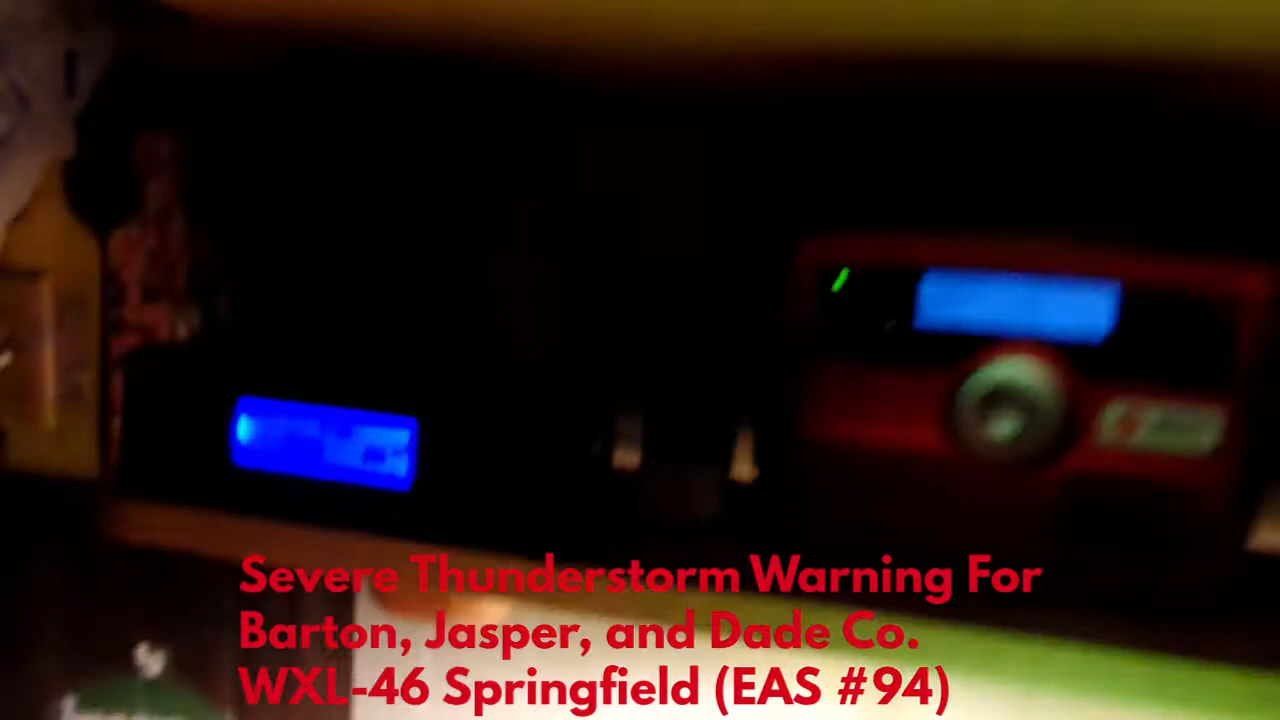 Severe Thunderstorm Warning For
Barton, Jasper, and Dade Co.
WXL-46 Springfield (EAS #94)